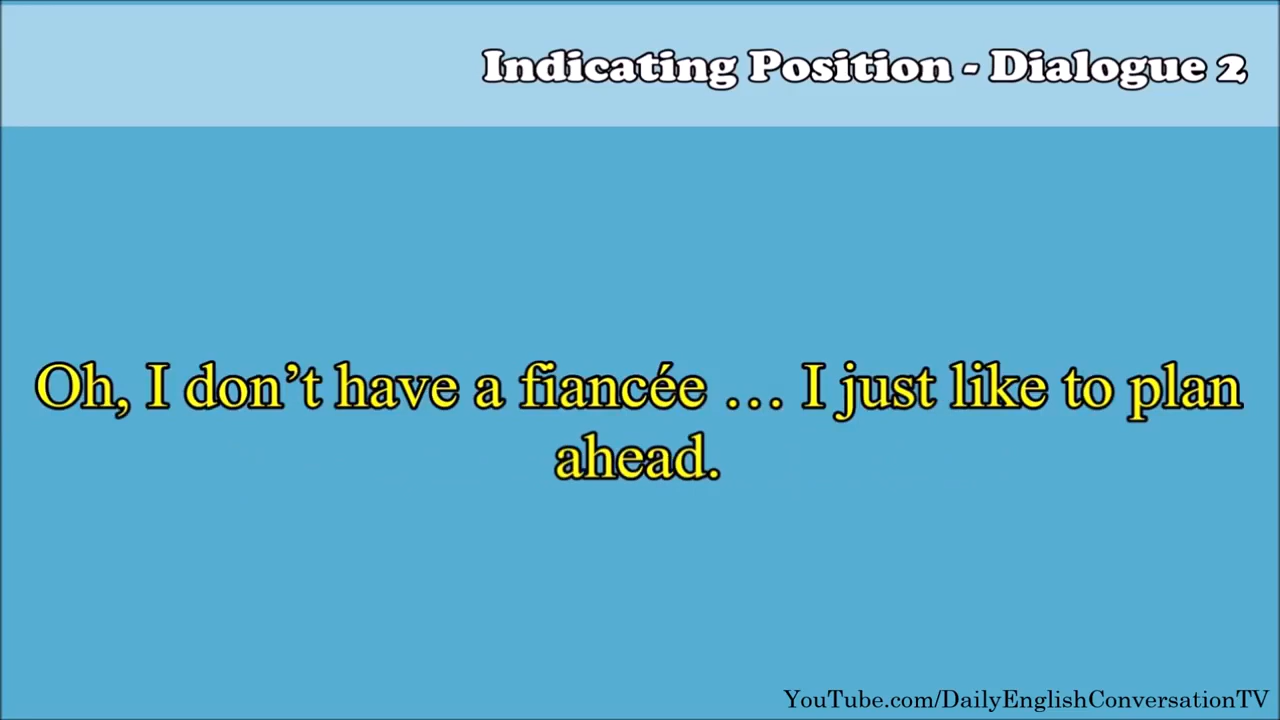 Indicating Position - Dialogue 2
Oh, I don’t have a fiancée … I just like to plan
ahead.
YouTube.com/DailyEnglishConversationTV